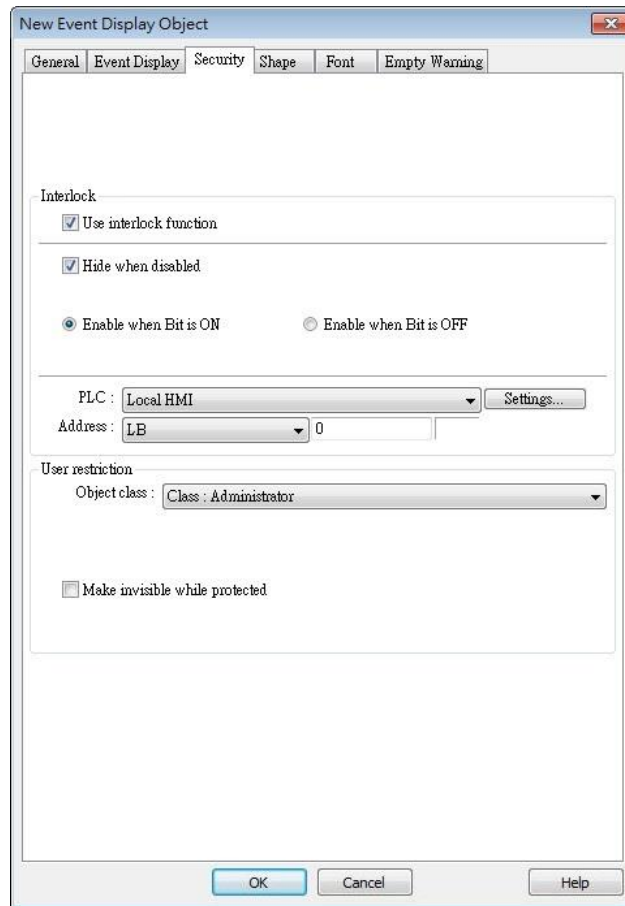 New Event Display Object
General Event Display Security Shape Font Empty Warning
Interlock
Use interlock function
Hide when disabled
Enable when Bit is ON Enable when Bit is OFF
PLC : Local HMI Settings...
Address : LB 0
User restriction
Object class : Class : Administrator
Make invisible while protected
OK Cancel Help